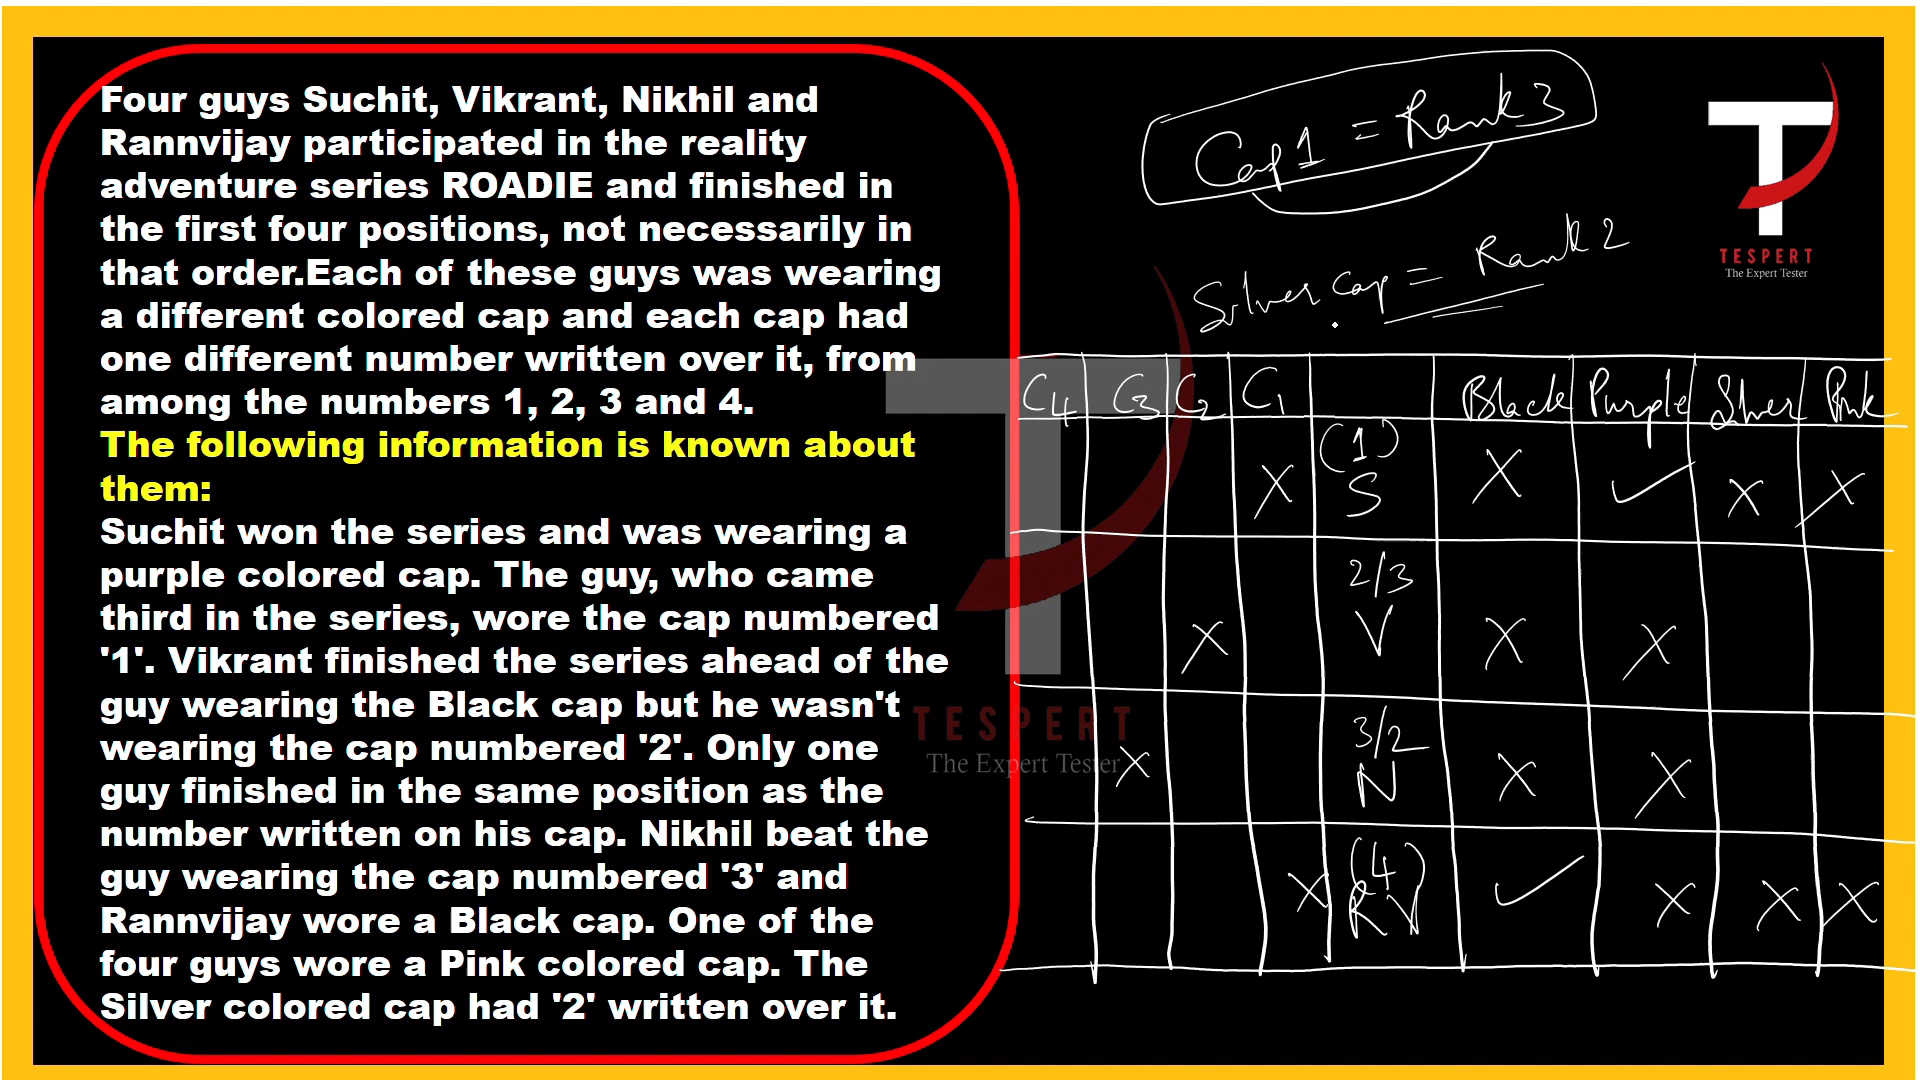 Four guys Suchit, Vikrant, Nikhil and
Rannvijay participated in the reality
adventure series ROADIE and finished in
the first four positions, not necessarily in
that order.Each of these guys was wearing
a different colored cap and each cap had
one different number written over it, from
among the numbers 1, 2, 3 and 4.
The following information is known about
them:
Suchit won the series and was wearing a
purple colored cap. The guy, who came
third in the series, wore the cap numbered
'1'. Vikrant finished the series ahead of the
guy wearing the Black cap but he wasn't
wearing the cap numbered '2'. Only one
guy finished in the same position as the
number written on his cap. Nikhil beat the
guy wearing the cap numbered '3' and
Rannvijay wore a Black cap. One of the
four guys wore a Pink colored cap. The
Silver colored cap had '2' written over it.
Cap 1 = Rank 3
Silver cap = Rank 2
T
TESPERT
The Expert Tester
C4 C3 C2 C1 Black Purple Silver Pink
(1)
X S X ✓ X X
2/3
X V X X
3/2
X N X X
(4)
X RV ✓ X X X
TESPERT
The Expert Tester